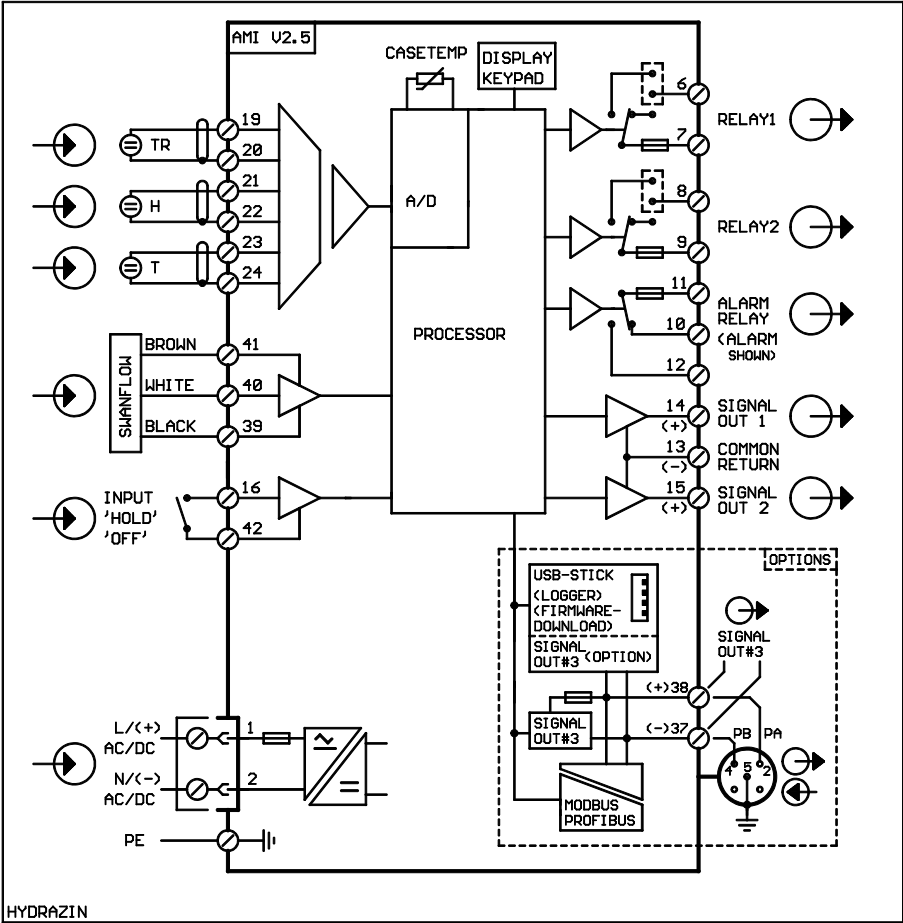 AMI V2.5
CASETEMP
DISPLAY
KEYPAD
6
RELAY1
7
19
TR
20
21
H
22
A/D
8
RELAY2
9
23
T
24
11
ALARM
RELAY
(ALARM
SHOWN)
10
12
PROCESSOR
SWANFLOW
BROWN
41
WHITE
40
BLACK
39
14
(+)
SIGNAL
OUT 1
13
(-)
COMMON
RETURN
15
(+)
SIGNAL
OUT 2
INPUT
'HOLD'
'OFF'
16
42
OPTIONS
USB-STICK
(LOGGER)
(FIRMWARE-
DOWNLOAD)
SIGNAL
OUT#3 (OPTION)
SIGNAL
OUT#3
(+)38
(-)37
SIGNAL
OUT#3
PB PA
4 5 2
MODBUS
PROFIBUS
L/(+)
AC/DC
1
N/(-)
AC/DC
2
PE
HYDRAZIN